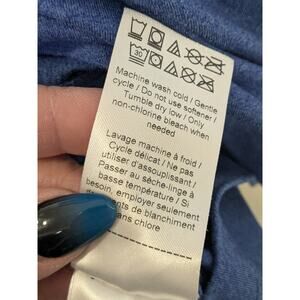 30
Machine wash cold / Gentle
cycle / Do not use softener /
Tumble dry low / Only
non-chlorine bleach when
needed
Lavage machine à froid /
Cycle délicat / Ne pas
utiliser d'assouplissant /
Passer au sèche-linge à
basse température / Si
besoin, employer seulement
de blanchiment
sans chlore